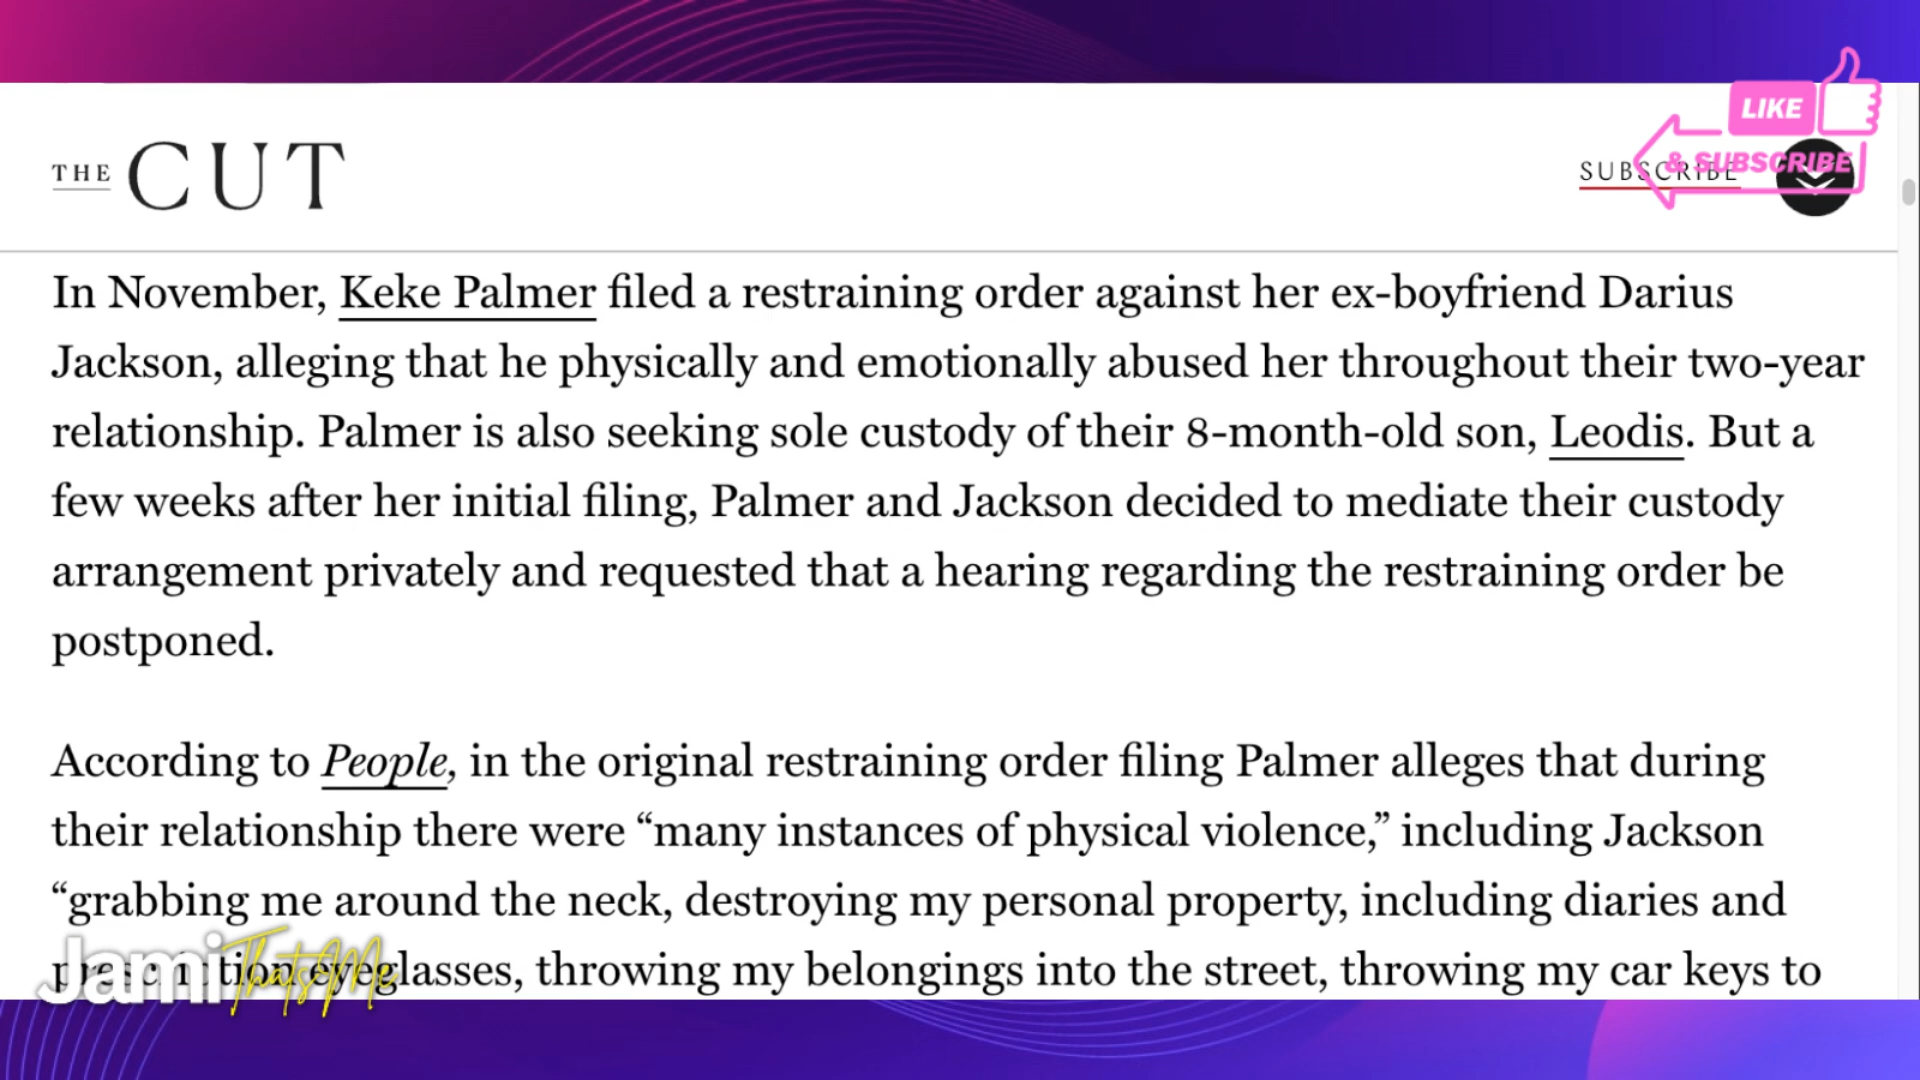 LIKE
THE CUT
SUBSCRIBE
& SUBSCRIBE
In November, Keke Palmer filed a restraining order against her ex-boyfriend Darius
Jackson, alleging that he physically and emotionally abused her throughout their two-year
relationship. Palmer is also seeking sole custody of their 8-month-old son, Leodis. But a
few weeks after her initial filing, Palmer and Jackson decided to mediate their custody
arrangement privately and requested that a hearing regarding the restraining order be
postponed.
According to People, in the original restraining order filing Palmer alleges that during
their relationship there were “many instances of physical violence,” including Jackson
“grabbing me around the neck, destroying my personal property, including diaries and
prescription eyeglasses, throwing my belongings into the street, throwing my car keys to
Jami ThatsMe